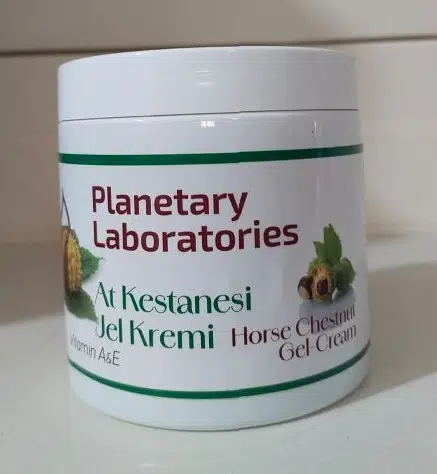 Planetary
Laboratories
At Kestanesi
Jel Kremi
Horse Chestnut
Gel-Cream
Vitamin A&E